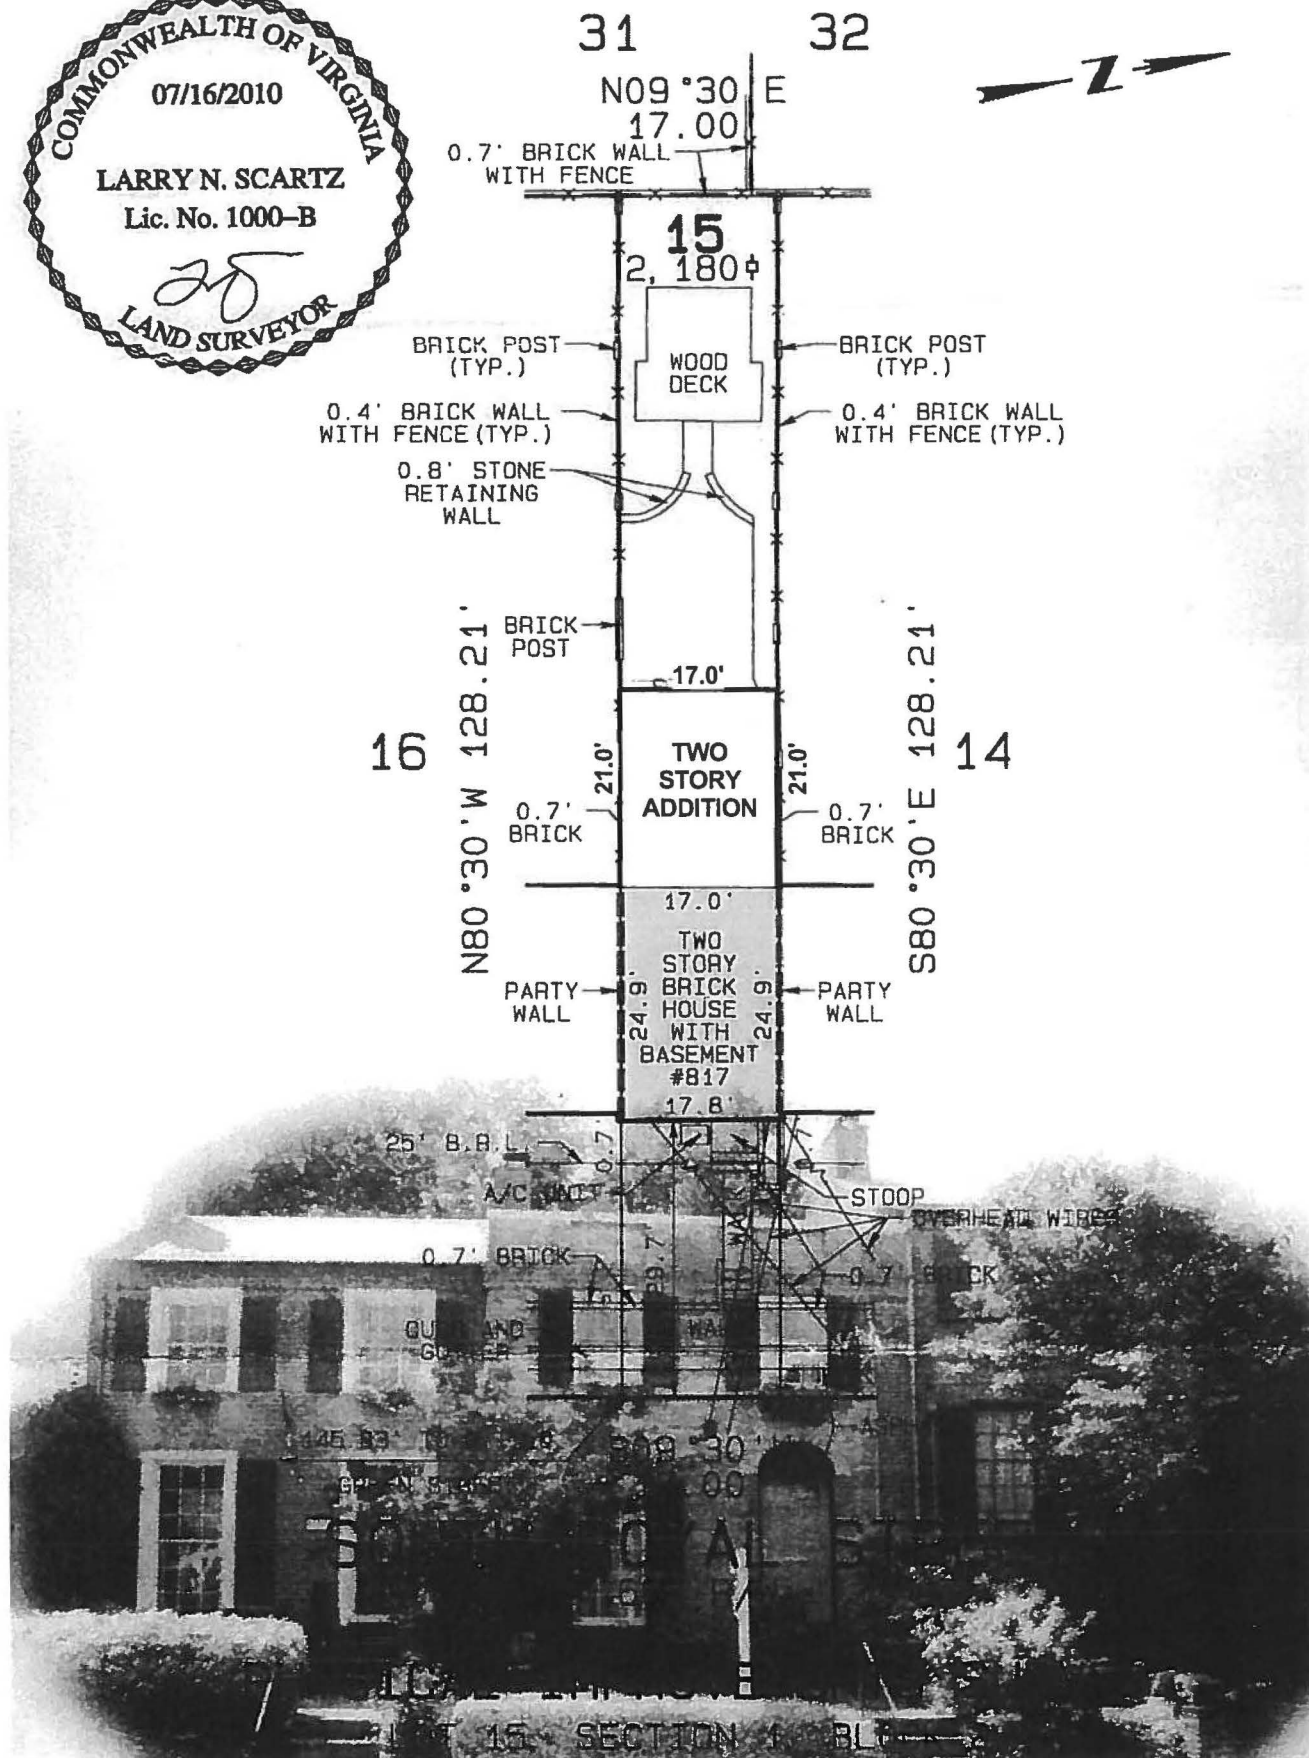 COMMONWEALTH OF VIRGINIA
07/16/2010
LARRY N. SCARTZ
Lic. No. 1000-B
LAND SURVEYOR
31
32
N09°30 E
17.00
Z
0.7' BRICK WALL
WITH FENCE
15
2,180
BRICK POST
(TYP.)
WOOD
DECK
BRICK POST
(TYP.)
0.4' BRICK WALL
WITH FENCE (TYP.)
0.4' BRICK WALL
WITH FENCE (TYP.)
0.8' STONE
RETAINING
WALL
BRICK
POST
17.0'
N80°30'W 128.21'
S80°30'E 128.21'
16
14
21.0'
TWO
STORY
ADDITION
21.0'
0.7'
BRICK
0.7'
BRICK
17.0'
TWO
STORY
BRICK
HOUSE
WITH
BASEMENT
#817
24.9'
24.9'
PARTY
WALL
PARTY
WALL
17.8'
25' B.R.L.
0.7'
A/C UNIT
STOOP
OVERHEAD WIRES
WALK
29.7'
0.7' BRICK
0.7' BRICK
AND
LOT 15 SECTION 1